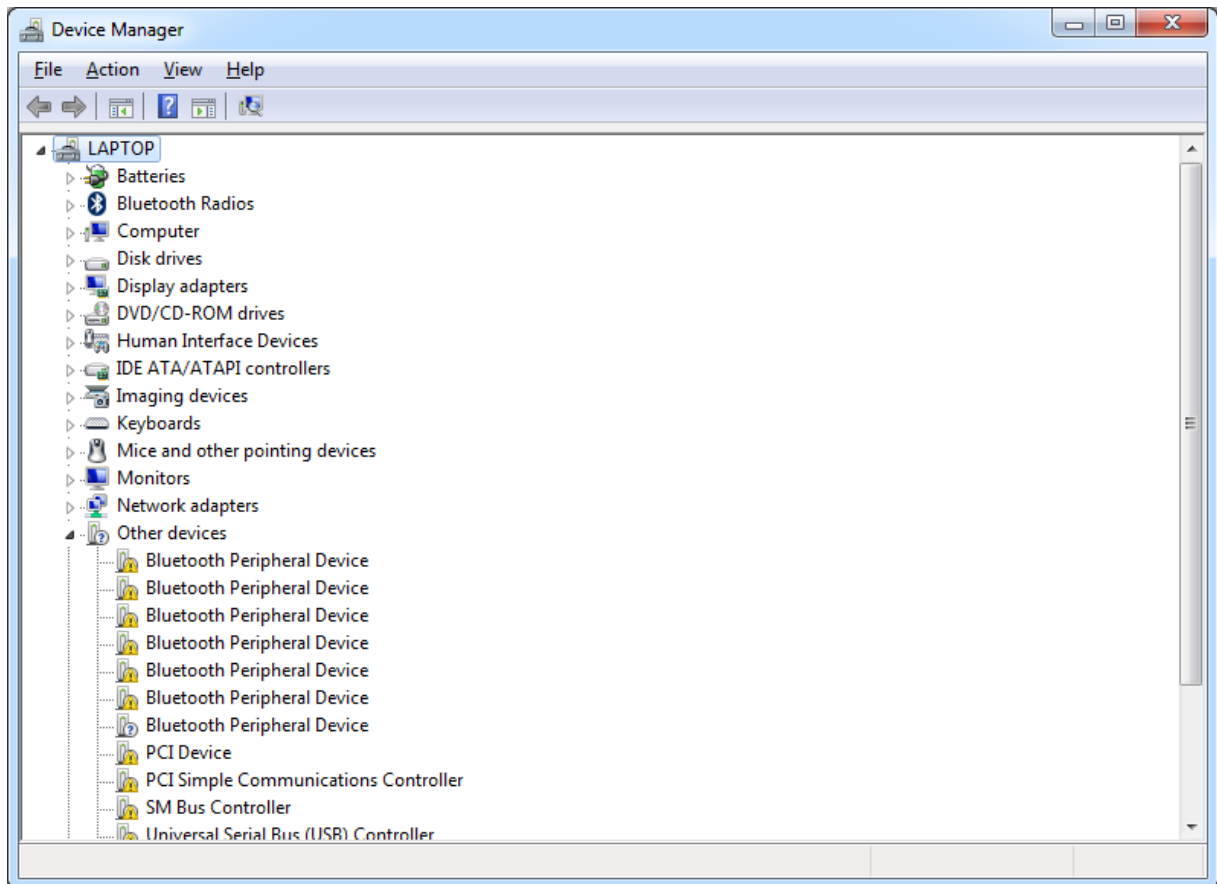 Device Manager
File Action View Help
LAPTOP
Batteries
Bluetooth Radios
Computer
Disk drives
Display adapters
DVD/CD-ROM drives
Human Interface Devices
IDE ATA/ATAPI controllers
Imaging devices
Keyboards
Mice and other pointing devices
Monitors
Network adapters
Other devices
Bluetooth Peripheral Device
Bluetooth Peripheral Device
Bluetooth Peripheral Device
Bluetooth Peripheral Device
Bluetooth Peripheral Device
Bluetooth Peripheral Device
Bluetooth Peripheral Device
PCI Device
PCI Simple Communications Controller
SM Bus Controller
Universal Serial Bus (USB) Controller